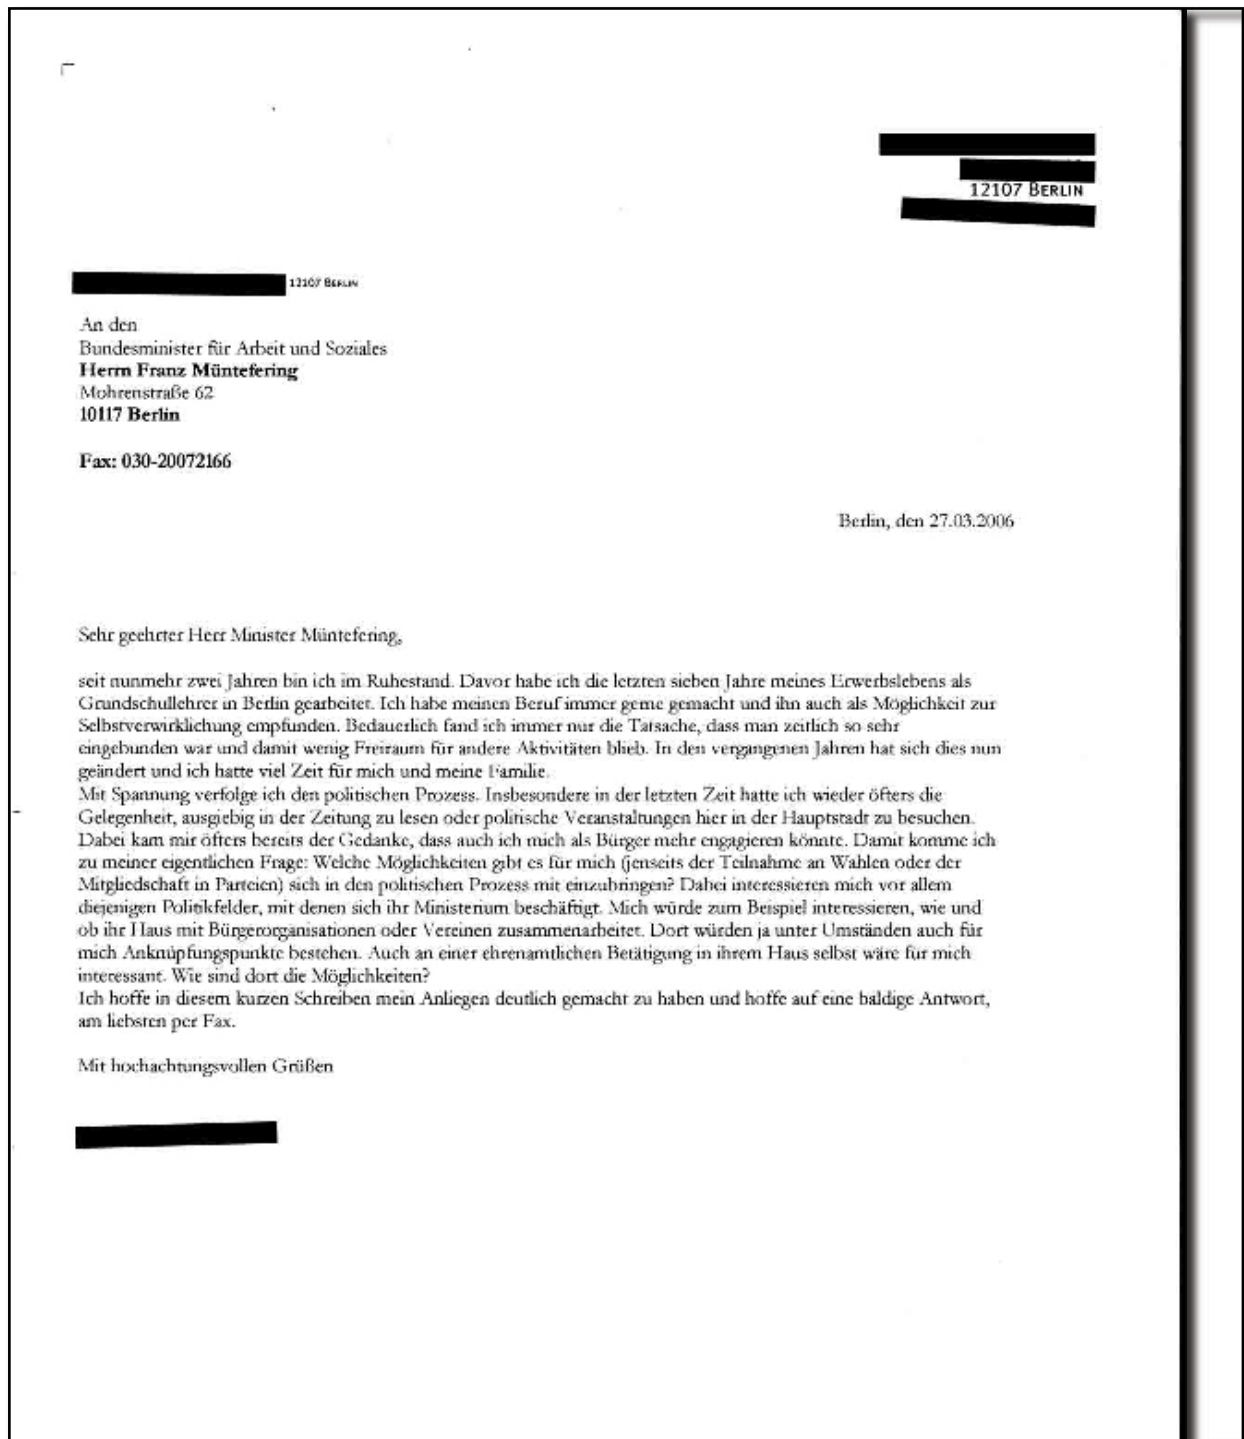 12107 BERLIN
12107 BERLIN
An den
Bundesminister für Arbeit und Soziales
Herrn Franz Müntefering
Mohrenstraße 62
10117 Berlin
Fax: 030-20072166
Berlin, den 27.03.2006
Sehr geehrter Herr Minister Müntefering,
seit nunmehr zwei Jahren bin ich im Ruhestand. Davor habe ich die letzten sieben Jahre meines Erwerbslebens als
Grundschullehrer in Berlin gearbeitet. Ich habe meinen Beruf immer gerne gemacht und ihn auch als Möglichkeit zur
Selbstverwirklichung empfunden. Bedauerlich fand ich immer nur die Tatsache, dass man zeitlich so sehr
eingebunden war und damit wenig Freiraum für andere Aktivitäten blieb. In den vergangenen Jahren hat sich dies nun
geändert und ich hatte viel Zeit für mich und meine Familie.
Mit Spannung verfolge ich den politischen Prozess. Insbesondere in der letzten Zeit hatte ich wieder öfters die
Gelegenheit, ausgiebig in der Zeitung zu lesen oder politische Veranstaltungen hier in der Hauptstadt zu besuchen.
Dabei kam mir öfters bereits der Gedanke, dass auch ich mich als Bürger mehr engagieren könnte. Damit komme ich
zu meiner eigentlichen Frage: Welche Möglichkeiten gibt es für mich (jenseits der Teilnahme an Wahlen oder der
Mitgliedschaft in Parteien) sich in den politischen Prozess mit einzubringen? Dabei interessieren mich vor allem
diejenigen Politikfelder, mit denen sich ihr Ministerium beschäftigt. Mich würde zum Beispiel interessieren, wie und
ob ihr Haus mit Bürgerorganisationen oder Vereinen zusammenarbeitet. Dort würden ja unter Umständen auch für
mich Anknüpfungspunkte bestehen. Auch an einer ehrenamtlichen Betätigung in ihrem Haus selbst wäre für mich
interessant. Wie sind dort die Möglichkeiten?
Ich hoffe in diesem kurzen Schreiben mein Anliegen deutlich gemacht zu haben und hoffe auf eine baldige Antwort,
am liebsten per Fax.
Mit hochachtungsvollen Grüßen